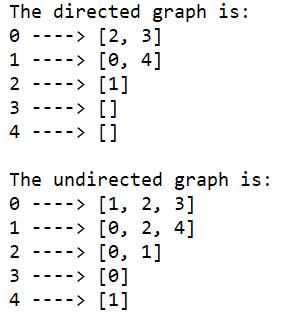 The directed graph is:
0 ----> [2, 3]
1 ----> [0, 4]
2 ----> [1]
3 ----> []
4 ----> []

The undirected graph is:
0 ----> [1, 2, 3]
1 ----> [0, 2, 4]
2 ----> [0, 1]
3 ----> [0]
4 ----> [1]